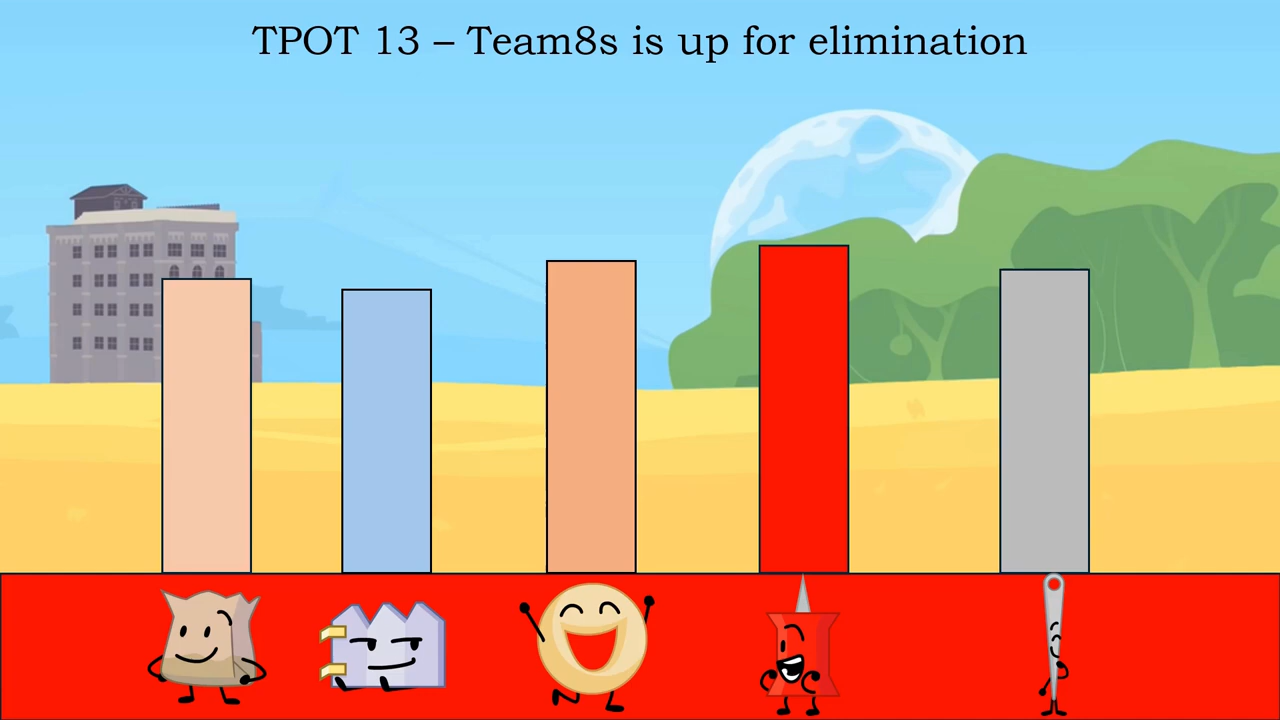 TPOT 13 – Team8s is up for elimination